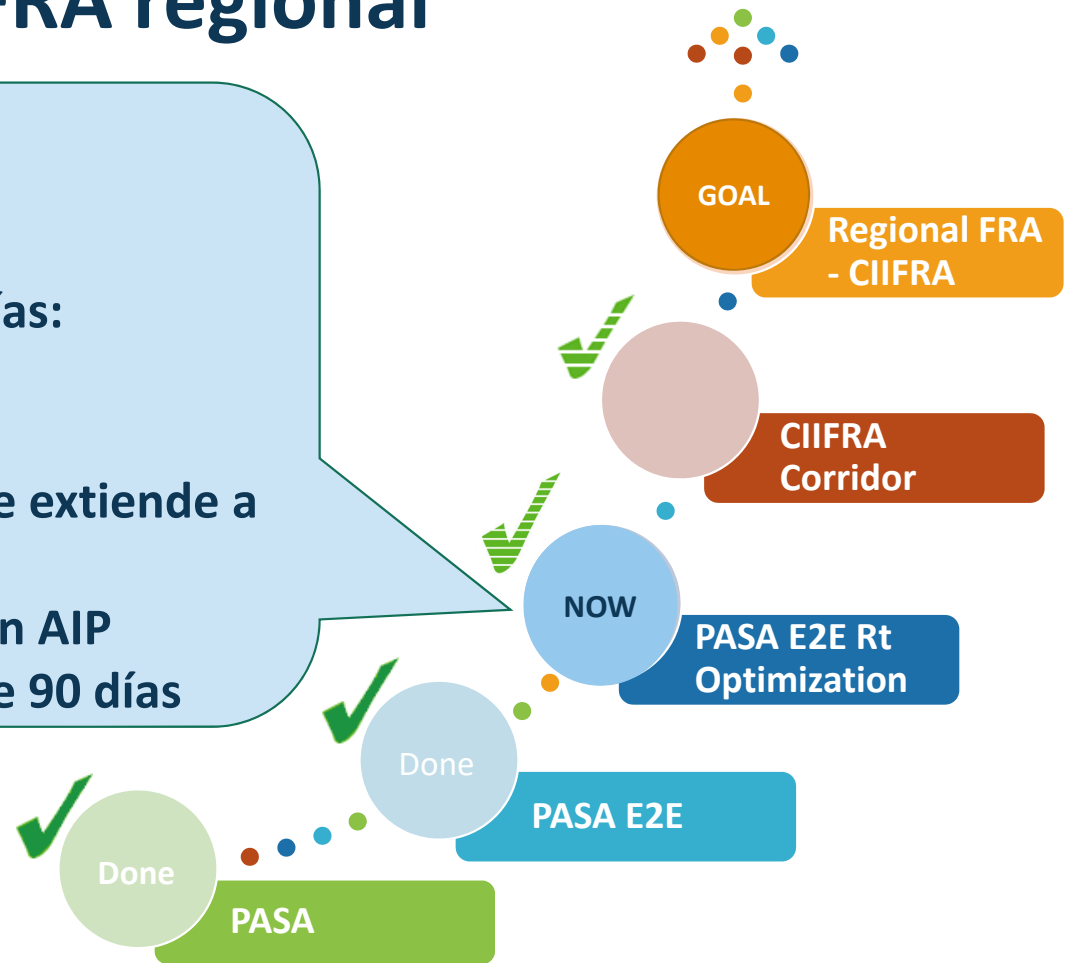 FRA regional
ías:
e extiende a
n AIP
e 90 días
GOAL
Regional FRA
- CIIFRA
CIIFRA
Corridor
NOW
PASA E2E Rt
Optimization
Done
PASA E2E
Done
PASA